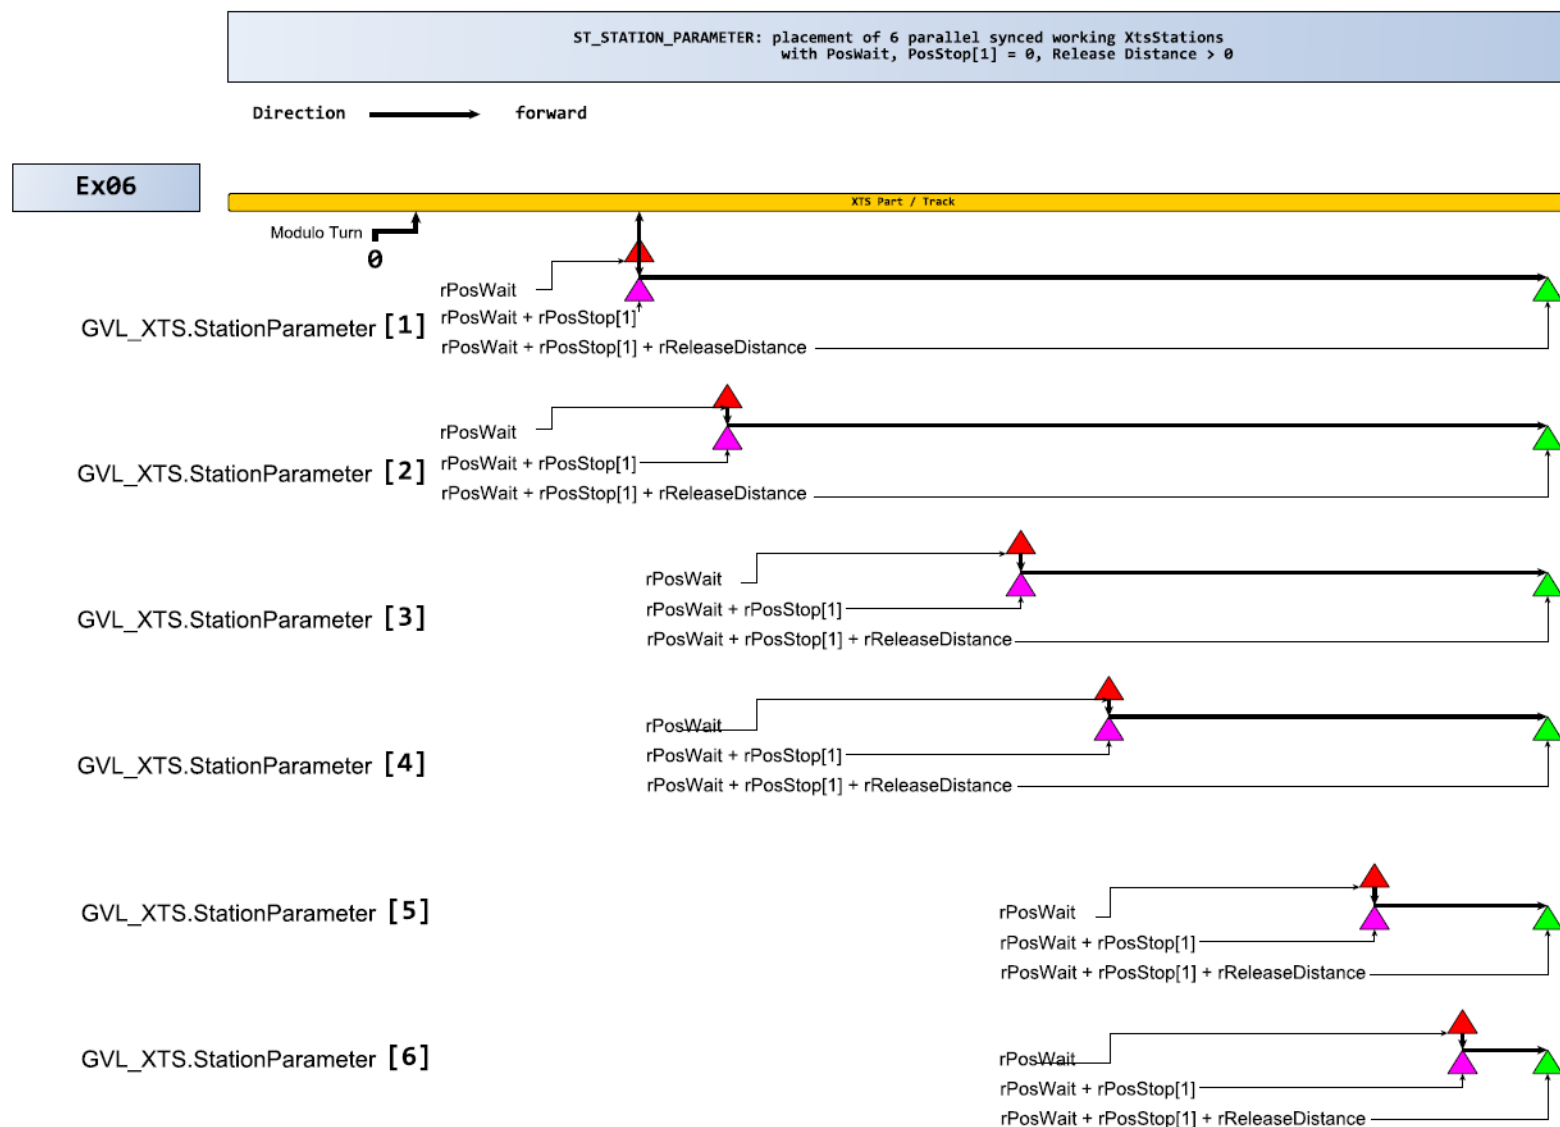 ST_STATION_PARAMETER: placement of 6 parallel synced working XtsStations
with PosWait, PosStop[1] = 0, Release Distance > 0
Direction forward
Ex06
XTS Part / Track
Modulo Turn
0
rPosWait
GVL_XTS.StationParameter [1]
rPosWait + rPosStop[1]
rPosWait + rPosStop[1] + rReleaseDistance
rPosWait
GVL_XTS.StationParameter [2]
rPosWait + rPosStop[1]
rPosWait + rPosStop[1] + rReleaseDistance
rPosWait
GVL_XTS.StationParameter [3]
rPosWait + rPosStop[1]
rPosWait + rPosStop[1] + rReleaseDistance
rPosWait
GVL_XTS.StationParameter [4]
rPosWait + rPosStop[1]
rPosWait + rPosStop[1] + rReleaseDistance
GVL_XTS.StationParameter [5]
rPosWait
rPosWait + rPosStop[1]
rPosWait + rPosStop[1] + rReleaseDistance
GVL_XTS.StationParameter [6]
rPosWait
rPosWait + rPosStop[1]
rPosWait + rPosStop[1] + rReleaseDistance